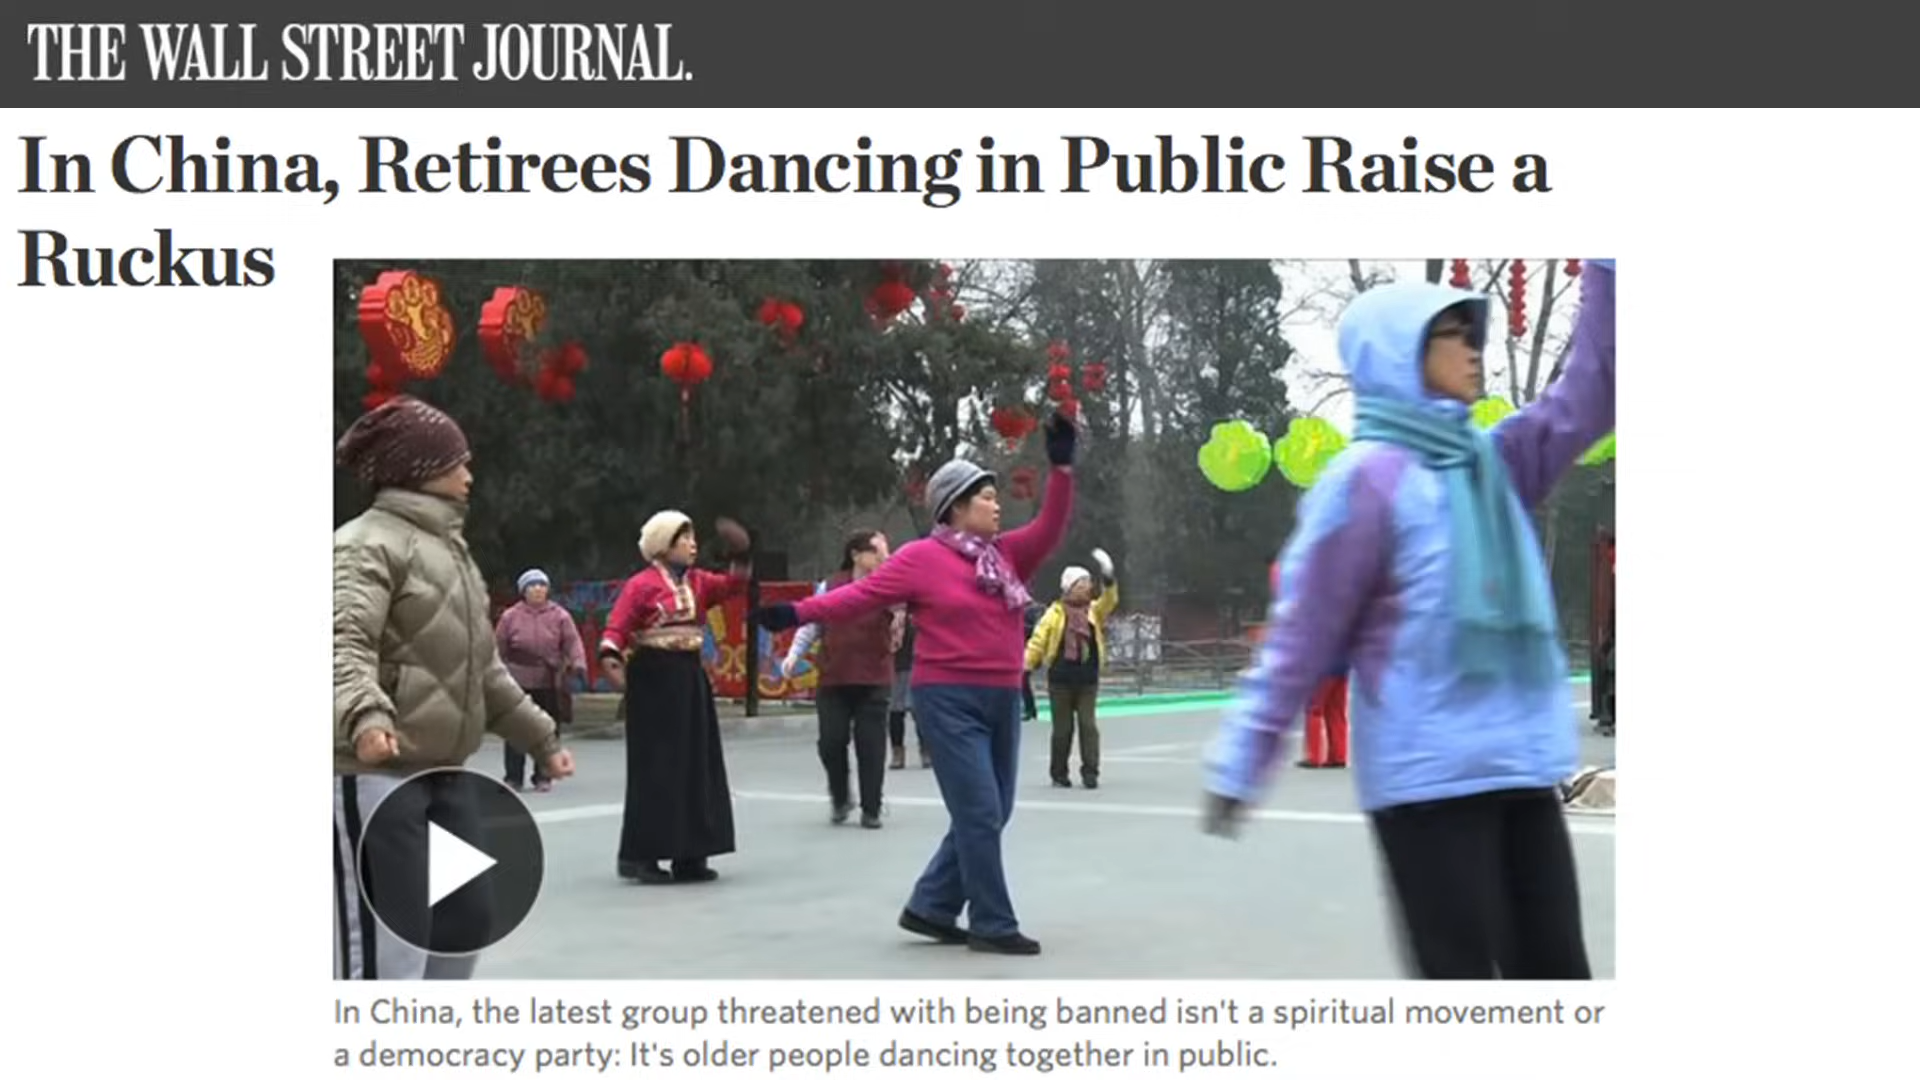 THE WALL STREET JOURNAL.
In China, Retirees Dancing in Public Raise a
Ruckus
In China, the latest group threatened with being banned isn't a spiritual movement or
a democracy party: It's older people dancing together in public.